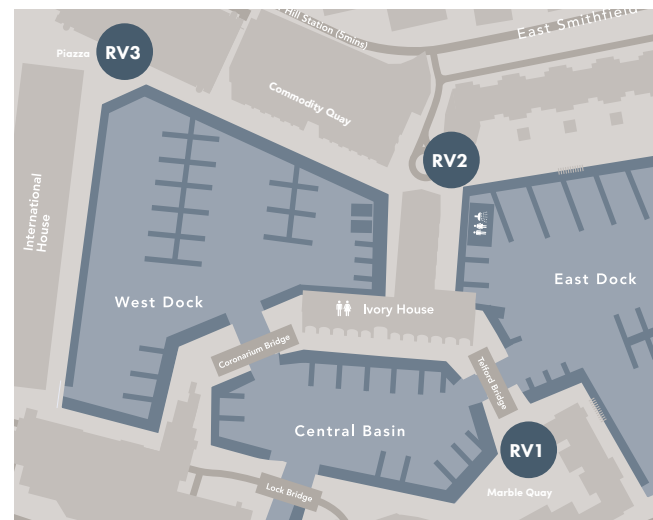 Hill Station (5mins)
East Smithfield
Piazza
RV3
Commodity Quay
RV2
International
House
East Dock
West Dock
Ivory House
Coronarium Bridge
Telford Bridge
Central Basin
RV1
Lock Bridge
Marble Quay